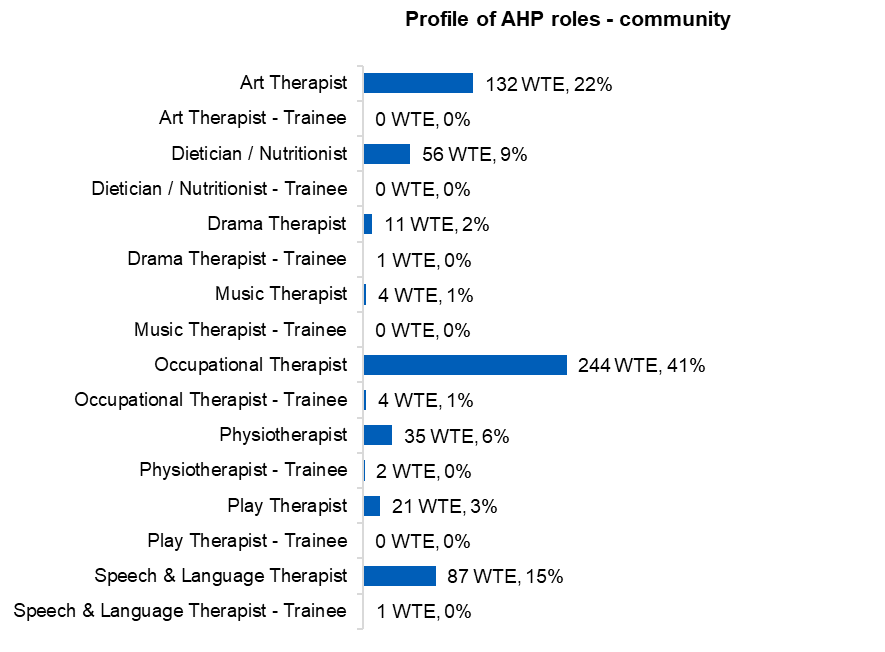 Profile of AHP roles - community
Art Therapist 132 WTE, 22%
Art Therapist - Trainee 0 WTE, 0%
Dietician / Nutritionist 56 WTE, 9%
Dietician / Nutritionist - Trainee 0 WTE, 0%
Drama Therapist 11 WTE, 2%
Drama Therapist - Trainee 1 WTE, 0%
Music Therapist 4 WTE, 1%
Music Therapist - Trainee 0 WTE, 0%
Occupational Therapist 244 WTE, 41%
Occupational Therapist - Trainee 4 WTE, 1%
Physiotherapist 35 WTE, 6%
Physiotherapist - Trainee 2 WTE, 0%
Play Therapist 21 WTE, 3%
Play Therapist - Trainee 0 WTE, 0%
Speech & Language Therapist 87 WTE, 15%
Speech & Language Therapist - Trainee 1 WTE, 0%